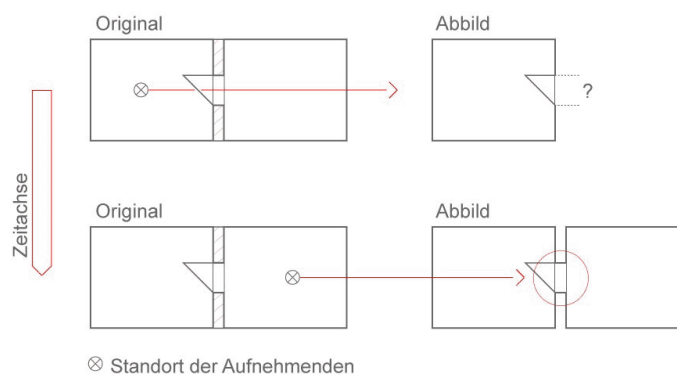 Original
Abbild
?
Zeitachse
Original
Abbild
Standort der Aufnehmenden